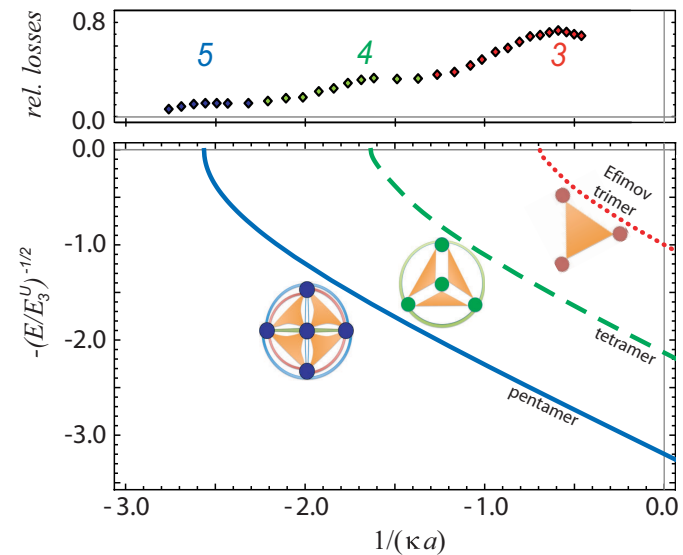 0.8
0.0
rel. losses
5
4
3
0.0
-1.0
-2.0
-3.0
-(E/E₃ᵁ)⁻¹ᐟ²
Efimov
trimer
tetramer
pentamer
-3.0
-2.0
-1.0
0.0
1/(κa)